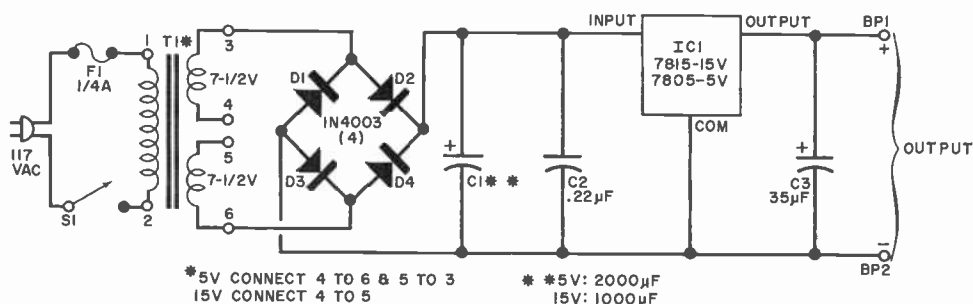 F1
1/4A
117
VAC
S1
1
2
T1*
3
7-1/2V
4
5
7-1/2V
6
D1
D2
1N4003
(4)
D3
D4
+
C1**
C2
.22µF
INPUT
OUTPUT
IC1
7815-15V
7805-5V
COM
+
C3
35µF
BP1
+
OUTPUT
−
BP2
*5V CONNECT 4 TO 6 & 5 TO 3
15V CONNECT 4 TO 5
**5V: 2000µF
15V: 1000µF